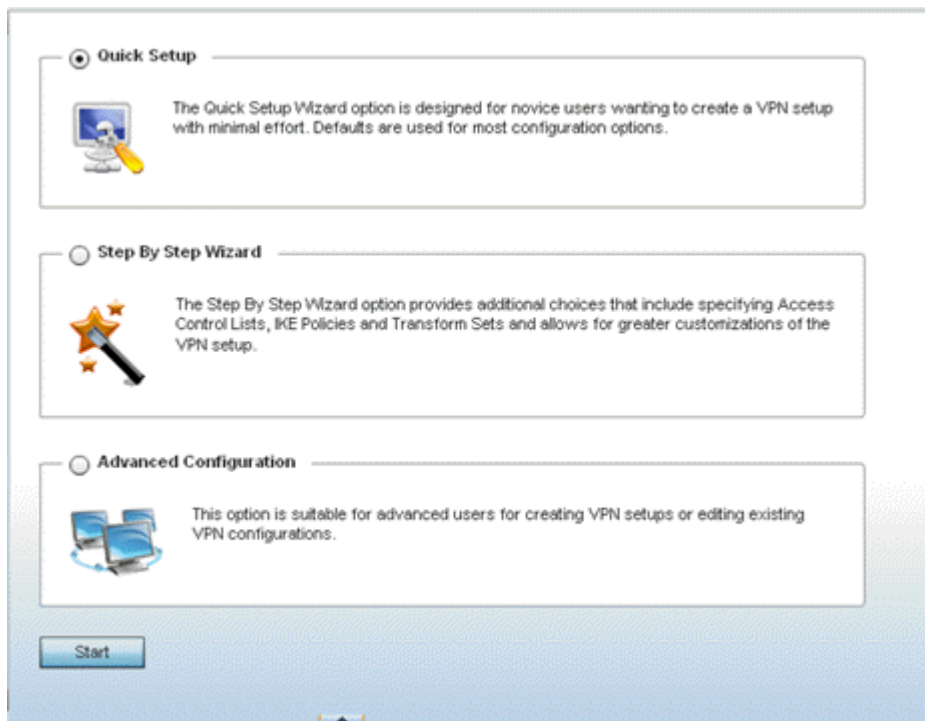 Quick Setup
The Quick Setup Wizard option is designed for novice users wanting to create a VPN setup
with minimal effort. Defaults are used for most configuration options.
Step By Step Wizard
The Step By Step Wizard option provides additional choices that include specifying Access
Control Lists, IKE Policies and Transform Sets and allows for greater customizations of the
VPN setup.
Advanced Configuration
This option is suitable for advanced users for creating VPN setups or editing existing
VPN configurations.
Start